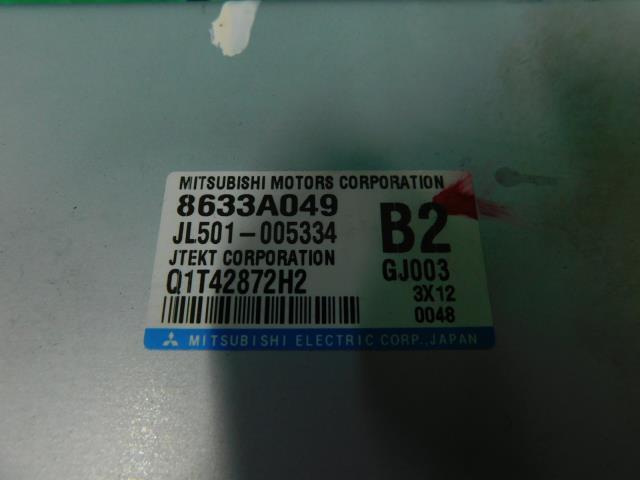 MITSUBISHI MOTORS CORPORATION
8633A049
JL501-005334
B2
JTEKT CORPORATION
GJ003
Q1T42872H2
3X12
0048
MITSUBISHI ELECTRIC CORP.,JAPAN